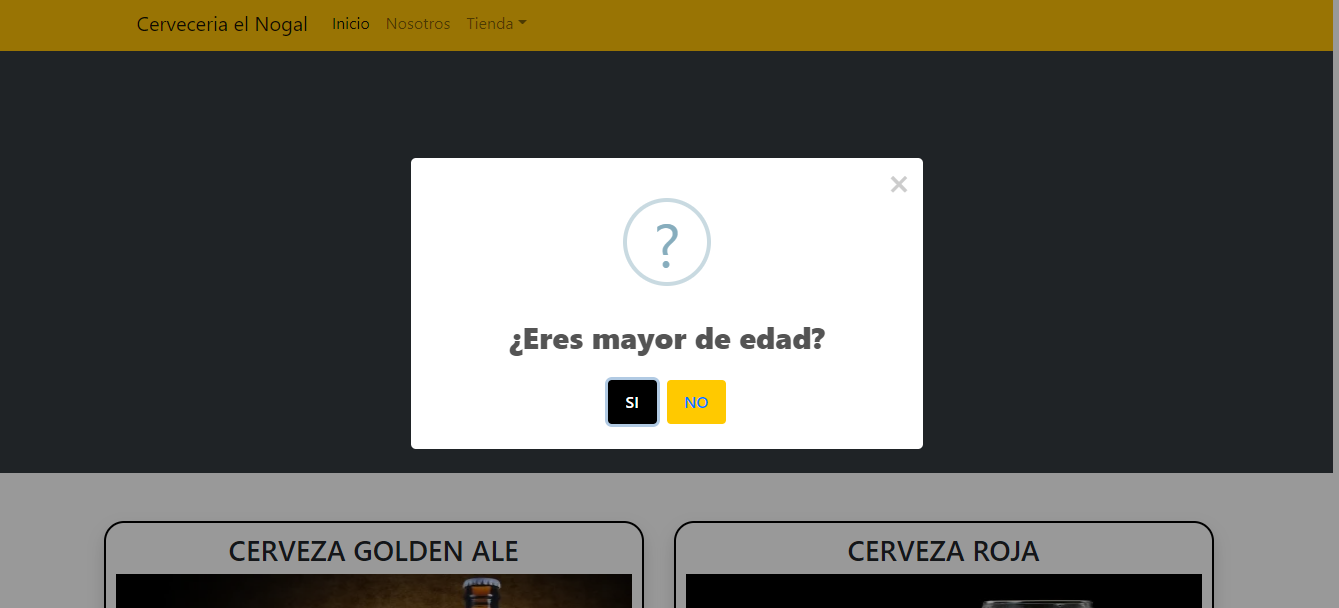 Cerveceria el Nogal Inicio Nosotros Tienda
×
?
¿Eres mayor de edad?
SI NO
CERVEZA GOLDEN ALE CERVEZA ROJA